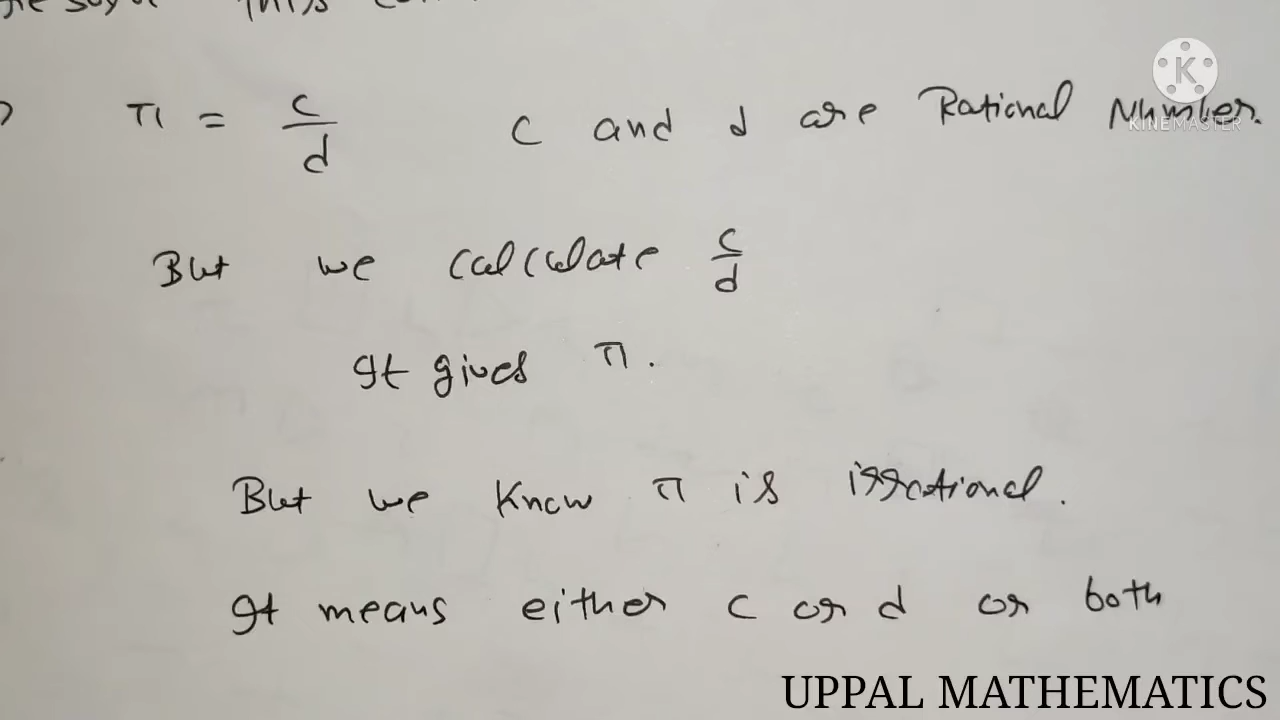 This
π = c/d c and d are Rational Number.
But we calculate c/d
It gives π.
But we know π is irrational.
It means either c or d or both
K
KINEMASTER
UPPAL MATHEMATICS